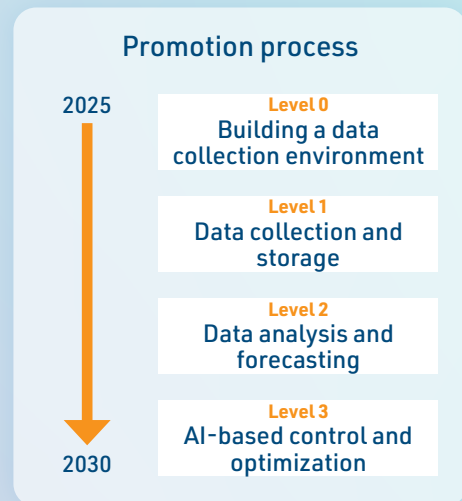 Promotion process
2025
Level 0
Building a data
collection environment
Level 1
Data collection and
storage
Level 2
Data analysis and
forecasting
Level 3
AI-based control and
optimization
2030